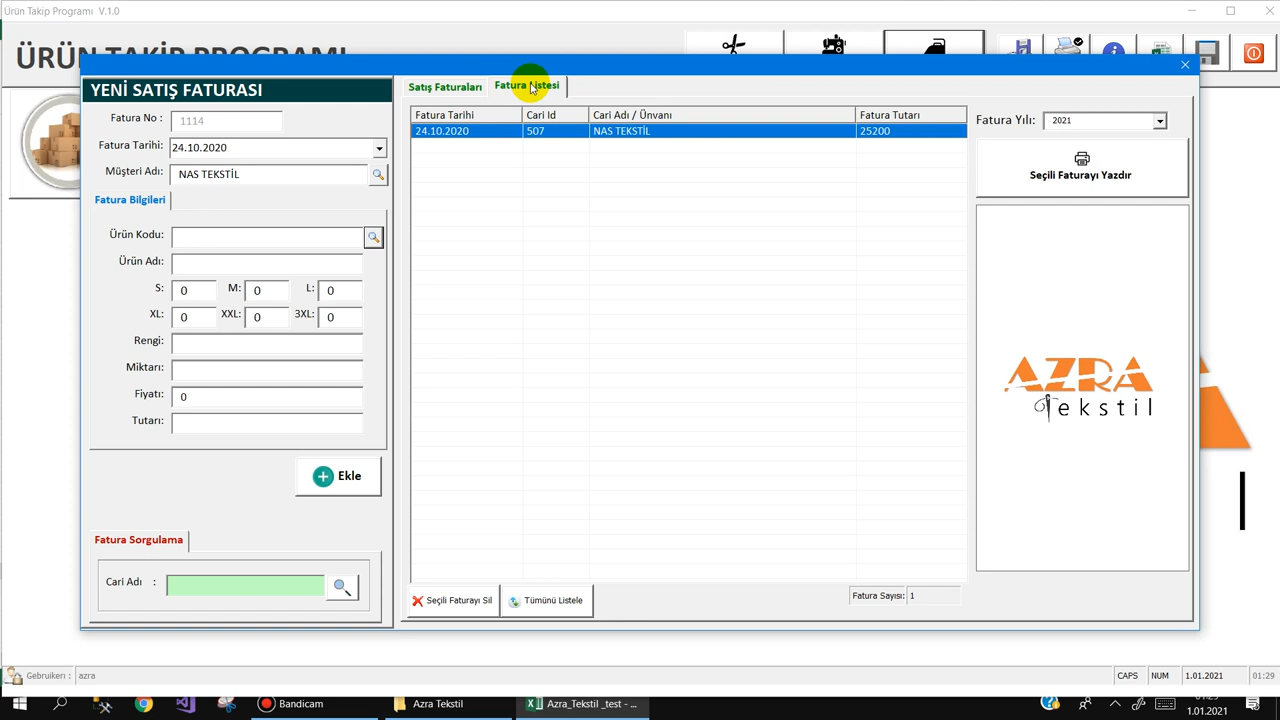 Ürün Takip Programı V.1.0
ÜRÜN TAKİP PROGRAMI
YENİ SATIŞ FATURASI
Fatura No : 1114
Fatura Tarihi: 24.10.2020
Müşteri Adı: NAS TEKSTİL
Fatura Bilgileri
Ürün Kodu:
Ürün Adı:
S: 0 M: 0 L: 0
XL: 0 XXL: 0 3XL: 0
Rengi:
Miktarı:
Fiyatı: 0
Tutarı:
Ekle
Fatura Sorgulama
Cari Adı :
Satış Faturaları Fatura Listesi
Fatura Tarihi Cari Id Cari Adı / Ünvanı Fatura Tutarı
24.10.2020 507 NAS TEKSTİL 25200
Seçili Faturayı Sil Tümünü Listele
Fatura Sayısı: 1
Fatura Yılı: 2021
Seçili Faturayı Yazdır
AZRA
Tekstil
Gebruikerı : azra
CAPS NUM 1.01.2021 01:29
Bandicam Azra Tekstil Azra_Tekstil _test - ...
1.01.2021